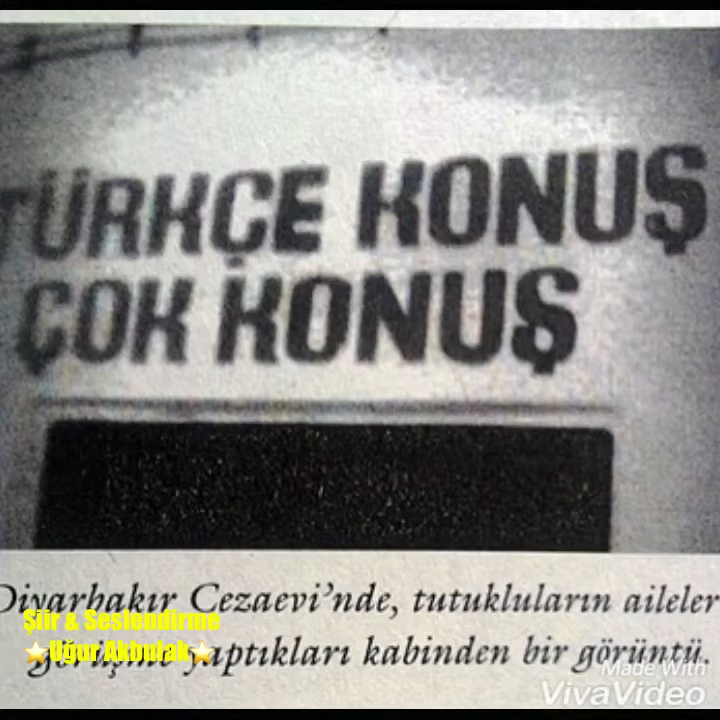 TÜRKÇE KONUŞ
ÇOK KONUŞ
Diyarbakır Cezaevi'nde, tutukluların aileler
Şiir & Seslendirme
görüşme yaptıkları kabinden bir görüntü.
⭐Uğur Akbulak⭐
Made With
VivaVideo